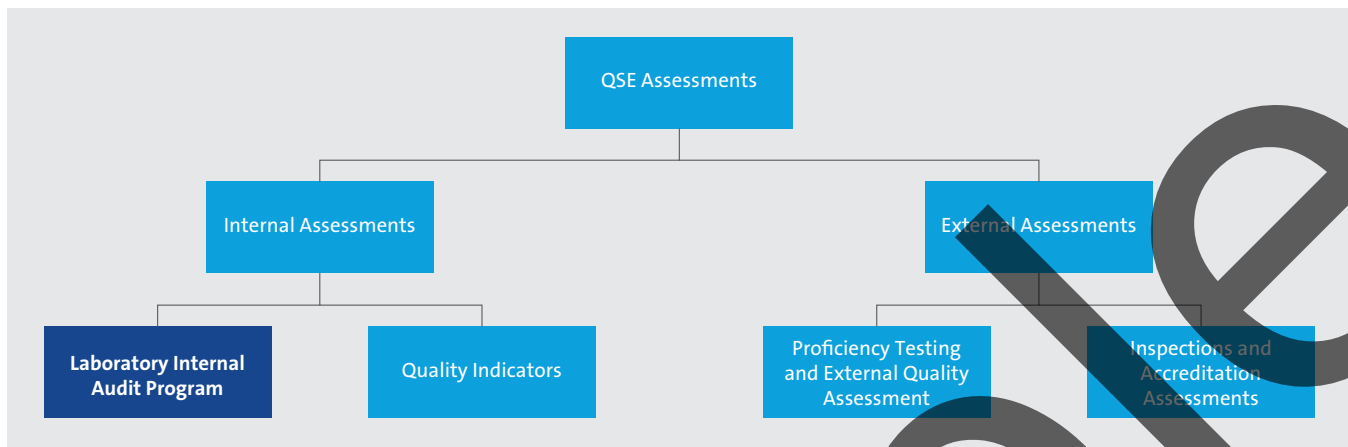 QSE Assessments
Internal Assessments
External Assessments
Laboratory Internal
Audit Program
Quality Indicators
Proficiency Testing
and External Quality
Assessment
Inspections and
Accreditation
Assessments